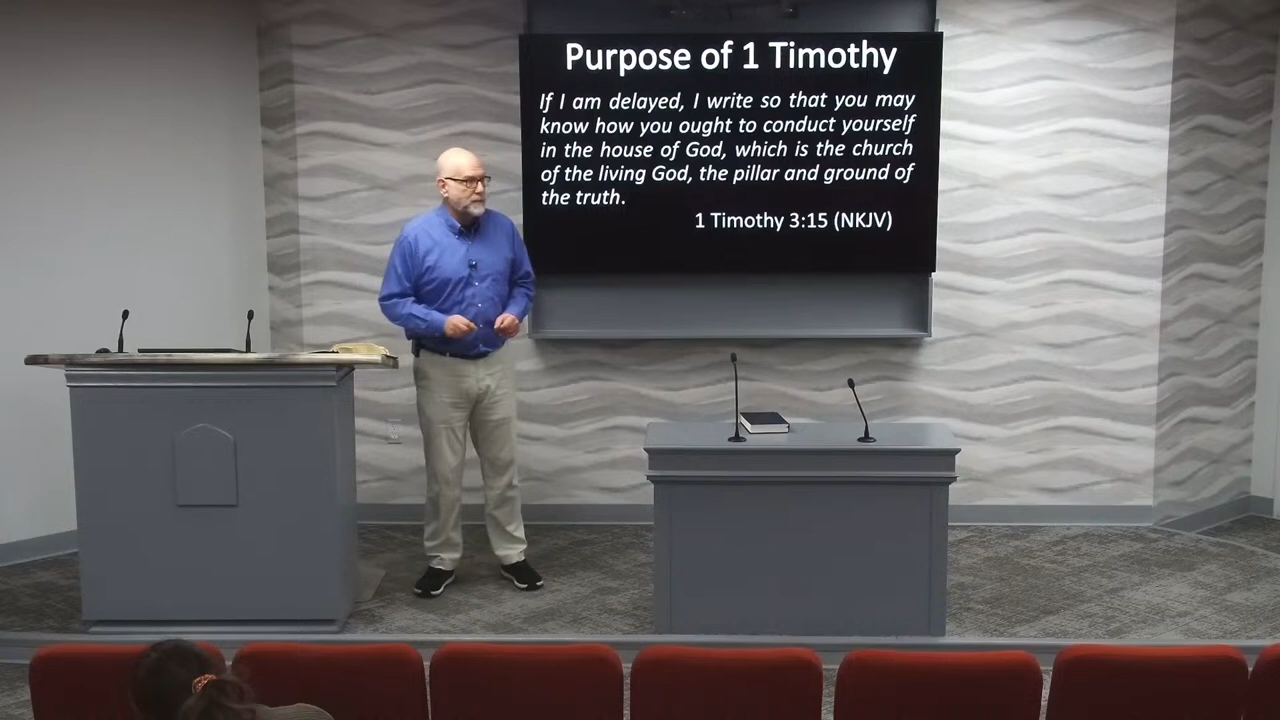 Purpose of 1 Timothy
If I am delayed, I write so that you may
know how you ought to conduct yourself
in the house of God, which is the church
of the living God, the pillar and ground of
the truth.
1 Timothy 3:15 (NKJV)